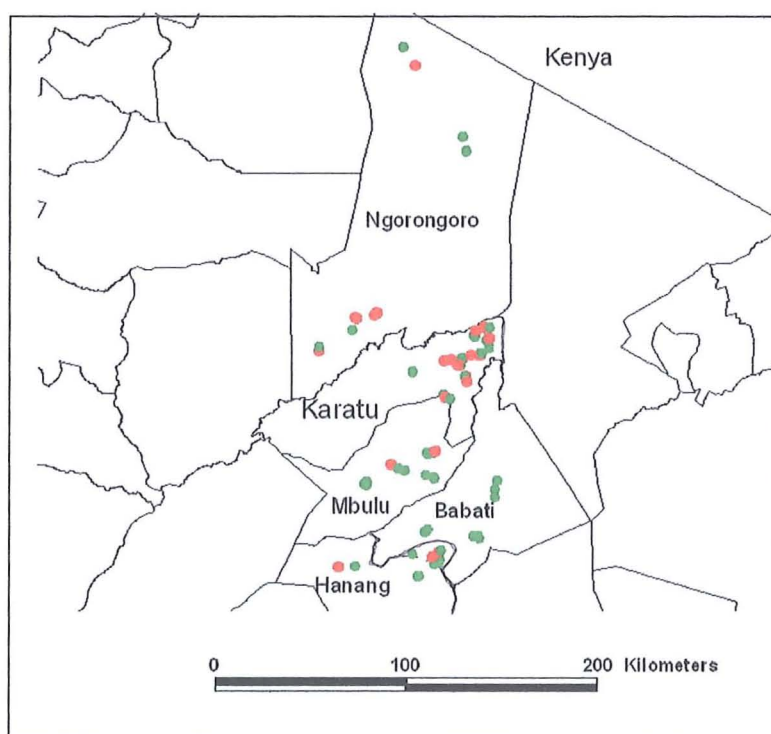 Kenya
Ngorongoro
Karatu
Mbulu
Babati
Hanang
0 100 200 Kilometers